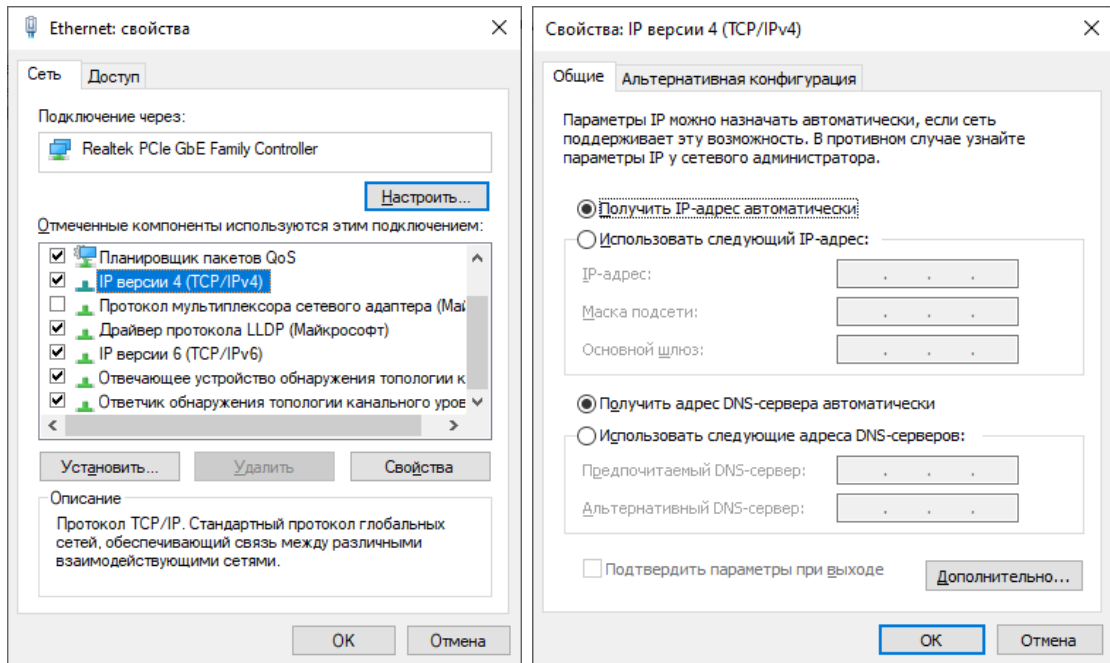 Ethernet: свойства
Сеть
Доступ
Подключение через:
Realtek PCIe GbE Family Controller
Настроить...
Отмеченные компоненты используются этим подключением:
Планировщик пакетов QoS
IP версии 4 (TCP/IPv4)
Протокол мультиплексора сетевого адаптера (Май
Драйвер протокола LLDP (Майкрософт)
IP версии 6 (TCP/IPv6)
Отвечающее устройство обнаружения топологии к
Ответчик обнаружения топологии канального уров
Установить...
Удалить
Свойства
Описание
Протокол TCP/IP. Стандартный протокол глобальных
сетей, обеспечивающий связь между различными
взаимодействующими сетями.
OK
Отмена
Свойства: IP версии 4 (TCP/IPv4)
Общие
Альтернативная конфигурация
Параметры IP можно назначать автоматически, если сеть
поддерживает эту возможность. В противном случае узнайте
параметры IP у сетевого администратора.
Получить IP-адрес автоматически
Использовать следующий IP-адрес:
IP-адрес:
Маска подсети:
Основной шлюз:
Получить адрес DNS-сервера автоматически
Использовать следующие адреса DNS-серверов:
Предпочитаемый DNS-сервер:
Альтернативный DNS-сервер:
Подтвердить параметры при выходе
Дополнительно...
OK
Отмена